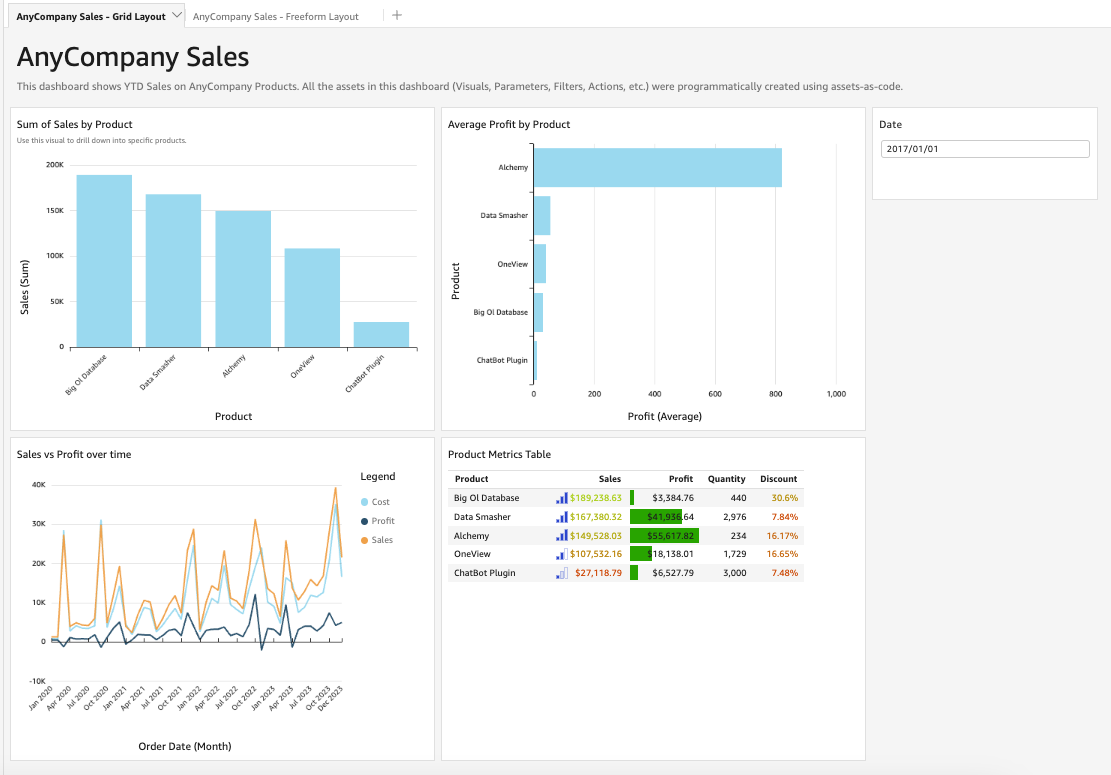 AnyCompany Sales - Grid Layout
AnyCompany Sales - Freeform Layout
+
AnyCompany Sales
This dashboard shows YTD Sales on AnyCompany Products. All the assets in this dashboard (Visuals, Parameters, Filters, Actions, etc.) were programmatically created using assets-as-code.
Sum of Sales by Product
Use this visual to drill down into specific products.
200K
150K
100K
50K
0
Sales (Sum)
Big Ol Database
Data Smasher
Alchemy
OneView
ChatBot Plugin
Product
Average Profit by Product
Product
Alchemy
Data Smasher
OneView
Big Ol Database
ChatBot Plugin
0 200 400 600 800 1,000
Profit (Average)
Date
2017/01/01
Sales vs Profit over time
40K
30K
20K
10K
0
-10K
Jan 2020
Apr 2020
Jul 2020
Oct 2020
Jan 2021
Apr 2021
Jul 2021
Oct 2021
Jan 2022
Apr 2022
Jul 2022
Oct 2022
Jan 2023
Apr 2023
Jul 2023
Oct 2023
Dec 2023
Order Date (Month)
Legend
Cost
Profit
Sales
Product Metrics Table
Product Sales Profit Quantity Discount
Big Ol Database $189,238.63 $3,384.76 440 30.6%
Data Smasher $167,380.32 $41,936.64 2,976 7.84%
Alchemy $149,528.03 $55,617.82 234 16.17%
OneView $107,532.16 $18,138.01 1,729 16.65%
ChatBot Plugin $27,118.79 $6,527.79 3,000 7.48%